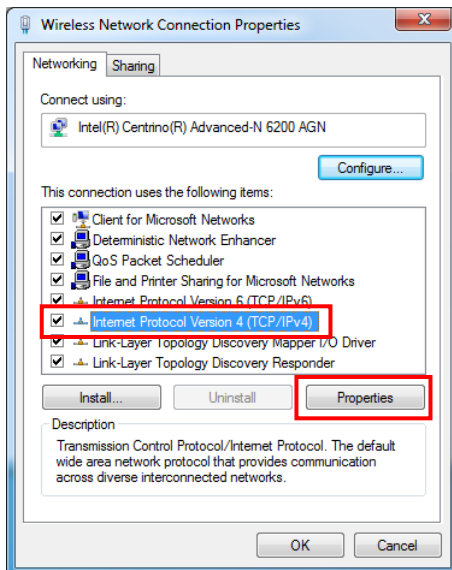 Wireless Network Connection Properties
Networking
Sharing
Connect using:
Intel(R) Centrino(R) Advanced-N 6200 AGN
Configure...
This connection uses the following items:
Client for Microsoft Networks
Deterministic Network Enhancer
QoS Packet Scheduler
File and Printer Sharing for Microsoft Networks
Internet Protocol Version 6 (TCP/IPv6)
Internet Protocol Version 4 (TCP/IPv4)
Link-Layer Topology Discovery Mapper I/O Driver
Link-Layer Topology Discovery Responder
Install...
Uninstall
Properties
Description
Transmission Control Protocol/Internet Protocol. The default
wide area network protocol that provides communication
across diverse interconnected networks.
OK
Cancel